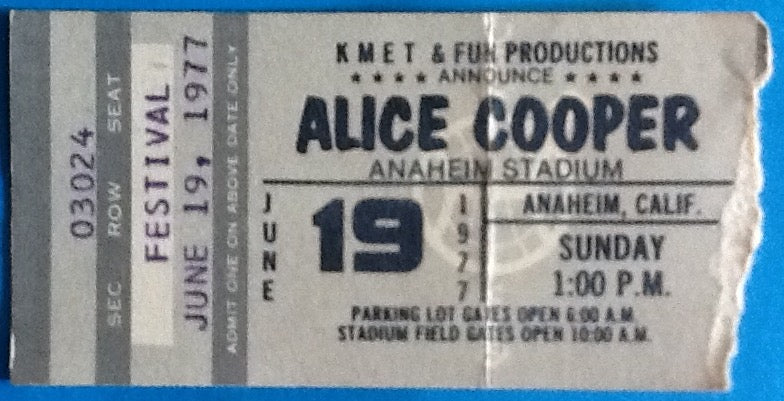 03024
SEC ROW SEAT
FESTIVAL
JUNE 19, 1977
ADMIT ONE ON ABOVE DATE ONLY
KMET & FUN PRODUCTIONS
★ ★ ★ ★ ANNOUNCE ★ ★ ★ ★
ALICE COOPER
ANAHEIM STADIUM
JUNE 19 1977
ANAHEIM, CALIF.
SUNDAY
1:00 P.M.
PARKING LOT GATES OPEN 6:00 A.M.
STADIUM FIELD GATES OPEN 10:00 A.M.